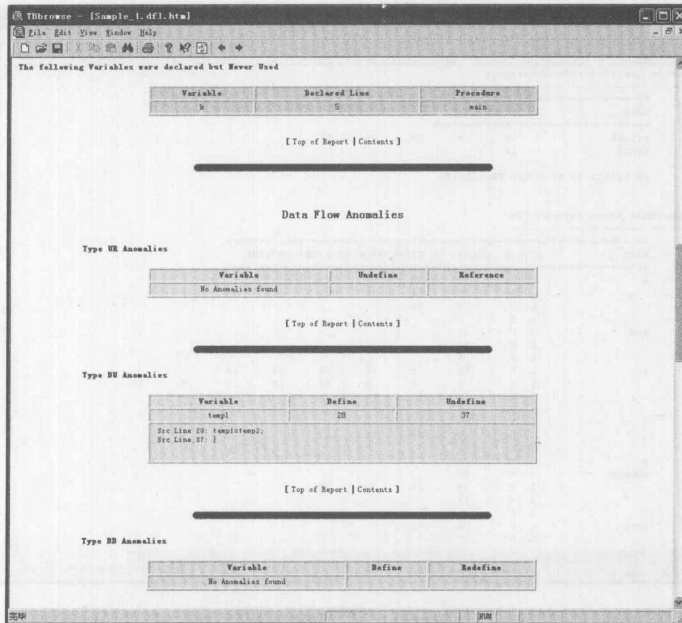 TBbrowse - [Sample_1.dfl.htm]
File Edit View Window Help
The following Variables were declared but Never Used
Variable Declared Line Procedure
k 5 main
[ Top of Report | Contents ]
Data Flow Anomalies
Type UR Anomalies
Variable Undefine Reference
No Anomalies found
[ Top of Report | Contents ]
Type DU Anomalies
Variable Define Undefine
temp1 28 37
Src Line 28: temp1=temp2;
Src Line 37: }
[ Top of Report | Contents ]
Type DD Anomalies
Variable Define Redefine
No Anomalies found
完毕 NUM